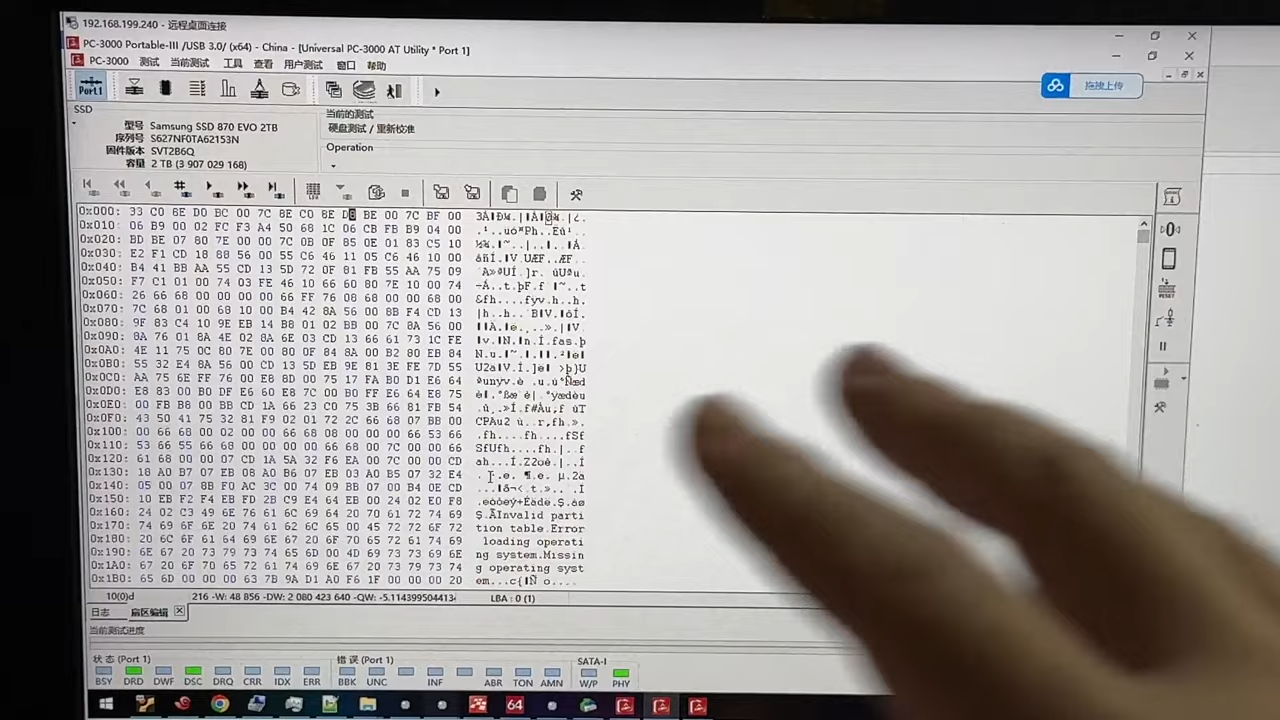 192.168.199.240 - 远程桌面连接
PC-3000 Portable-III /USB 3.0/ (x64) - China - [Universal PC-3000 AT Utility * Port 1]
PC-3000 测试 当前测试 工具 查看 用户测试 窗口 帮助
Port1
拖拽上传
SSD
当前的测试
型号 Samsung SSD 870 EVO 2TB
硬盘测试 / 重新校准
序列号 S627NF0TA62153N
固件版本 SVT2B6Q
Operation
容量 2 TB (3 907 029 168)
0x000: 33 C0 8E D0 BC 00 7C 8E C0 8E D8 BE 00 7C BF 00
0x010: 06 B9 00 02 FC F3 A4 50 68 1C 06 CB FB B9 04 00
0x020: BD BE 07 80 7E 00 00 7C 0B 0F 85 0E 01 83 C5 10
0x030: E2 F1 CD 18 88 56 00 55 C6 46 11 05 C6 46 10 00
0x040: B4 41 BB AA 55 CD 13 5D 72 0F 81 FB 55 AA 75 09
0x050: F7 C1 01 00 74 03 FE 46 10 66 60 80 7E 10 00 74
0x060: 26 66 68 00 00 00 00 66 FF 76 08 68 00 00 68 00
0x070: 7C 68 01 00 68 10 00 B4 42 8A 56 00 8B F4 CD 13
0x080: 9F 83 C4 10 9E EB 14 B8 01 02 BB 00 7C 8A 56 00
0x090: 8A 76 01 8A 4E 02 8A 6E 03 CD 13 66 61 73 1C FE
0x0A0: 4E 11 75 0C 80 7E 00 80 0F 84 8A 00 B2 80 EB 84
0x0B0: 55 32 E4 8A 56 00 CD 13 5D EB 9E 81 3E FE 7D 55
0x0C0: AA 75 6E FF 76 00 E8 8D 00 75 17 FA B0 D1 E6 64
0x0D0: E8 83 00 B0 DF E6 60 E8 7C 00 B0 FF E6 64 E8 75
0x0E0: 00 FB B8 00 BB CD 1A 66 23 C0 75 3B 66 81 FB 54
0x0F0: 43 50 41 75 32 81 F9 02 01 72 2C 66 68 07 BB 00
0x100: 00 66 68 00 02 00 00 66 68 08 00 00 00 66 53 66
0x110: 53 66 55 66 68 00 00 00 00 66 68 00 7C 00 00 66
0x120: 61 68 00 00 07 CD 1A 5A 32 F6 EA 00 7C 00 00 CD
0x130: 18 A0 B7 07 EB 08 A0 B6 07 EB 03 A0 B5 07 32 E4
0x140: 05 00 07 8B F0 AC 3C 00 74 09 BB 07 00 B4 0E CD
0x150: 10 EB F2 F4 EB FD 2B C9 E4 64 EB 00 24 02 E0 F8
0x160: 24 02 C3 49 6E 76 61 6C 69 64 20 70 61 72 74 69 Invalid parti
0x170: 74 69 6F 6E 20 74 61 62 6C 65 00 45 72 72 6F 72 tion table.Error
0x180: 20 6C 6F 61 64 69 6E 67 20 6F 70 65 72 61 74 69 loading operati
0x190: 6E 67 20 73 79 73 74 65 6D 00 4D 69 73 73 69 6E ng system.Missin
0x1A0: 67 20 6F 70 65 72 61 74 69 6E 67 20 73 79 73 74 g operating syst
0x1B0: 65 6D 00 00 00 63 7B 9A D1 A0 F6 1F 00 00 00 20
10(0)d 216 -W: 48 856 -DW: 2 080 423 640 -QW: -5.114399504413 LBA : 0 (1)
日志 扇区编辑
当前测试进度
状 态 (Port 1) 错 误 (Port 1) SATA-I
BSY DRD DWF DSC DRQ CRR IDX ERR BBK UNC INF ABR TON AMN W/P PHY
64